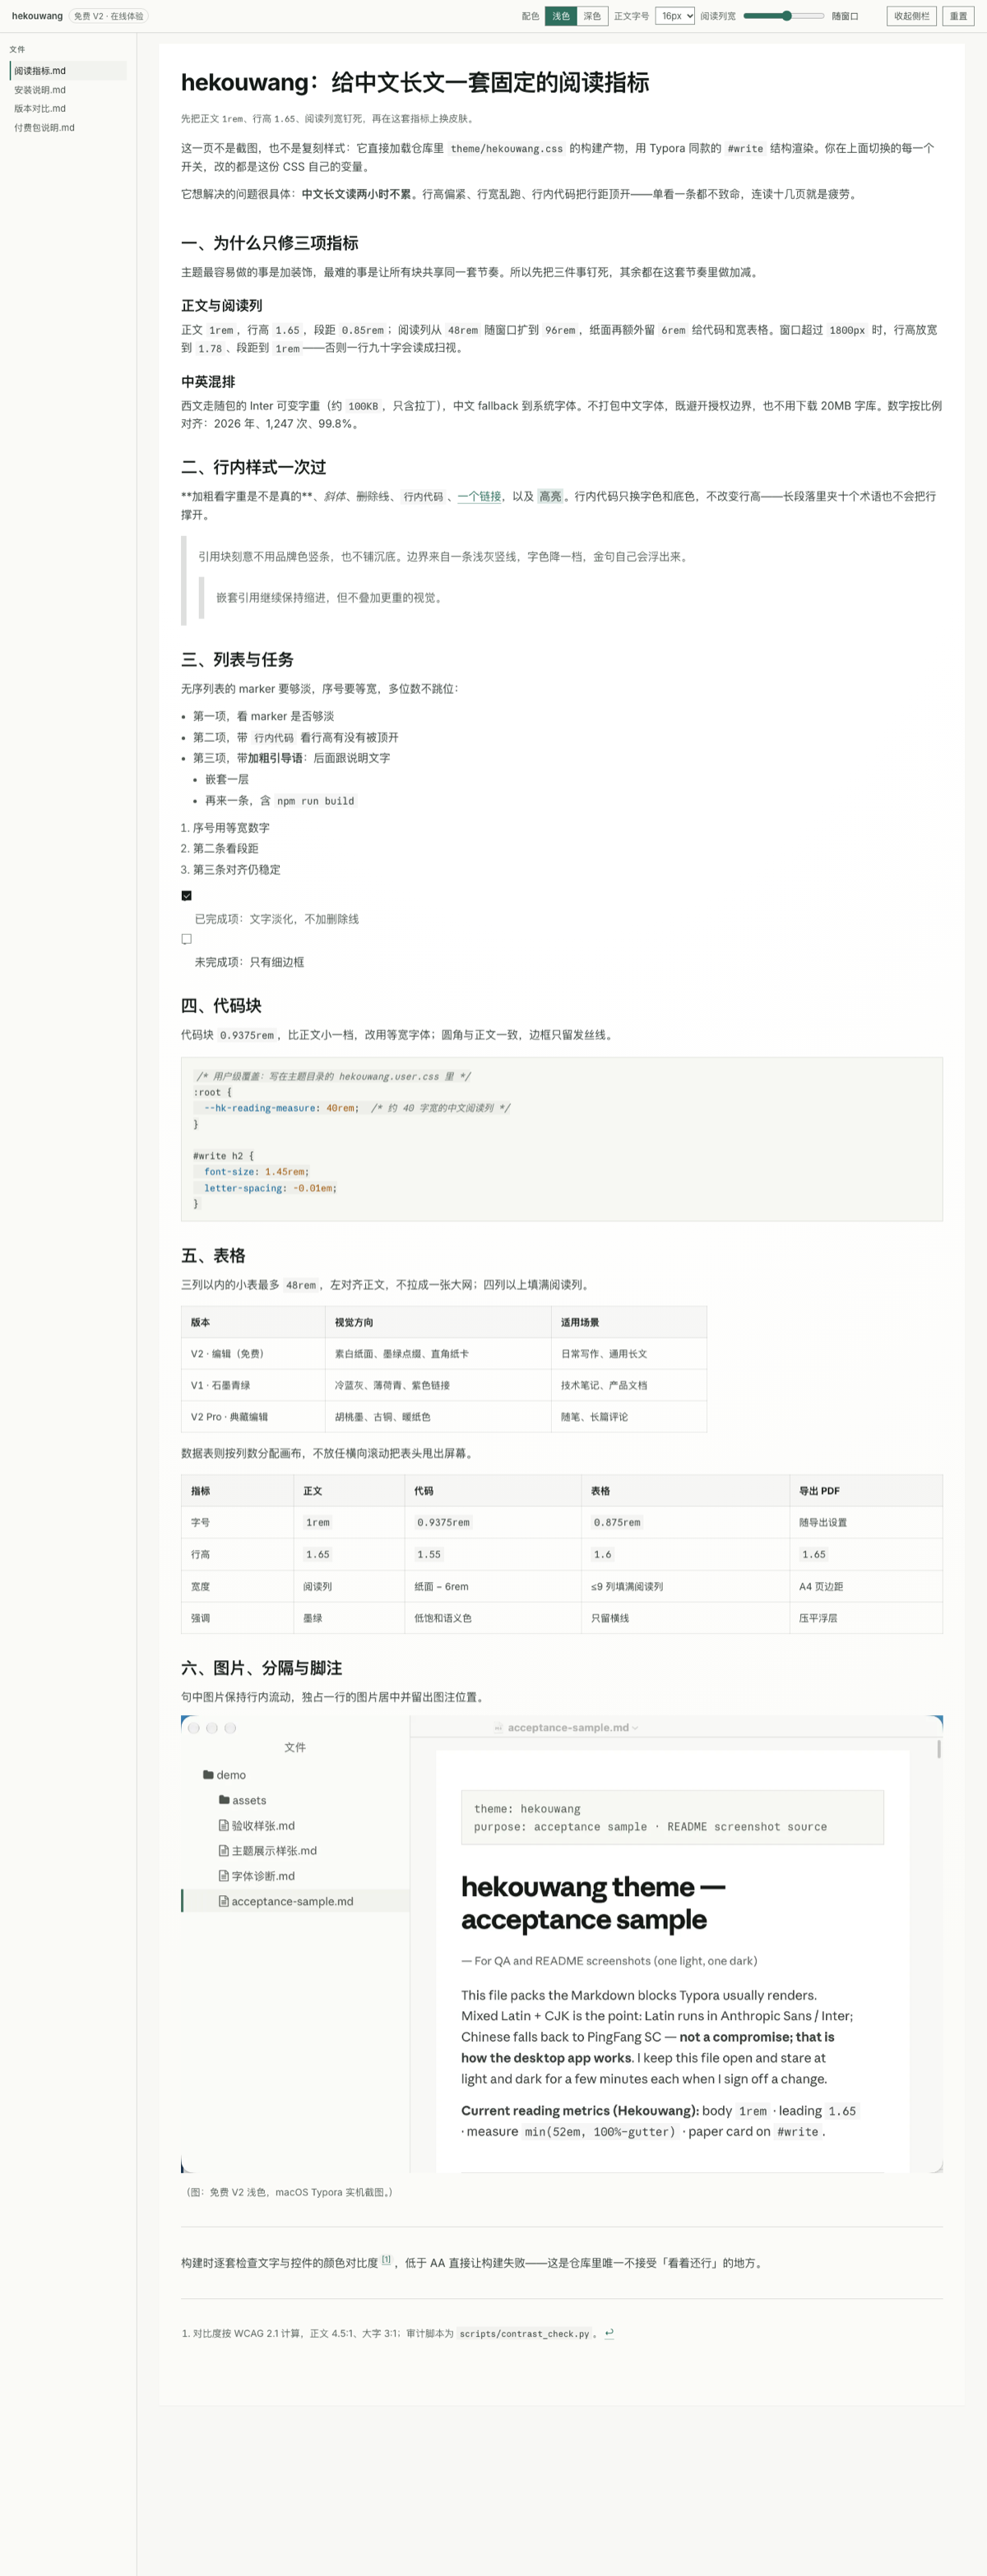 hekouwang 免费 V2 · 在线体验 配色 浅色 深色 正文字号 16px 阅读列宽 随窗口 收起侧栏 重置
文件
阅读指标.md
安装说明.md
版本对比.md
付费包说明.md
hekouwang：给中文长文一套固定的阅读指标
先把正文 1rem、行高 1.65、阅读列宽钉死，再在这套指标上换皮肤。
这一页不是截图，也不是复刻样式：它直接加载仓库里 theme/hekouwang.css 的构建产物，用 Typora 同款的 #write 结构渲染。你在上面切换的每一个
开关，改的都是这份 CSS 自己的变量。
它想解决的问题很具体：中文长文读两小时不累。行高偏紧、行宽乱跑、行内代码把行距顶开——单看一条都不致命，连读十几页就是疲劳。
一、为什么只修三项指标
主题最容易做的事是加装饰，最难的事是让所有块共享同一套节奏。所以先把三件事钉死，其余都在这套节奏里做加减。
正文与阅读列
正文 1rem，行高 1.65，段距 0.85rem；阅读列从 48rem 随窗口扩到 96rem，纸面再额外留 6rem 给代码和宽表格。窗口超过 1800px 时，行高放宽
到 1.78、段距到 1rem——否则一行九十字会读成扫视。
中英混排
西文走随包的 Inter 可变字重（约 100KB，只含拉丁），中文 fallback 到系统字体。不打包中文字体，既避开授权边界，也不用下载 20MB 字库。数字按比例
对齐：2026 年、1,247 次、99.8%。
二、行内样式一次过
**加粗看字重是不是真的**、斜体、删除线、行内代码、一个链接，以及 高亮。行内代码只换字色和底色，不改变行高——长段落里夹十个术语也不会把行
撑开。
引用块刻意不用品牌色竖条，也不铺沉底。边界来自一条浅灰竖线，字色降一档，金句自己会浮出来。
嵌套引用继续保持缩进，但不叠加更重的视觉。
三、列表与任务
无序列表的 marker 要够淡，序号要等宽，多位数不跳位：
• 第一项，看 marker 是否够淡
• 第二项，带 行内代码 看行高有没有被顶开
• 第三项，带加粗引导语：后面跟说明文字
• 嵌套一层
• 再来一条，含 npm run build
1. 序号用等宽数字
2. 第二条看段距
3. 第三条对齐仍稳定
已完成项：文字淡化，不加删除线
未完成项：只有细边框
四、代码块
代码块 0.9375rem，比正文小一档，改用等宽字体；圆角与正文一致，边框只留发丝线。
/* 用户级覆盖：写在主题目录的 hekouwang.user.css 里 */
:root {
--hk-reading-measure: 40rem; /* 约 40 字宽的中文阅读列 */
}
#write h2 {
font-size: 1.45rem;
letter-spacing: -0.01em;
}
五、表格
三列以内的小表最多 48rem，左对齐正文，不拉成一张大网；四列以上填满阅读列。
版本 视觉方向 适用场景
V2 · 编辑（免费） 素白纸面、墨绿点缀、直角纸卡 日常写作、通用长文
V1 · 石墨青绿 冷蓝灰、薄荷青、紫色链接 技术笔记、产品文档
V2 Pro · 典藏编辑 胡桃墨、古铜、暖纸色 随笔、长篇评论
数据表则按列数分配画布，不放任横向滚动把表头甩出屏幕。
指标 正文 代码 表格 导出 PDF
字号 1rem 0.9375rem 0.875rem 随导出设置
行高 1.65 1.55 1.6 1.65
宽度 阅读列 纸面 − 6rem ≤9 列填满阅读列 A4 页边距
强调 墨绿 低饱和语义色 只留横线 压平浮层
六、图片、分隔与脚注
句中图片保持行内流动，独占一行的图片居中并留出图注位置。
acceptance-sample.md
文件
demo
assets
验收样张.md
主题展示样张.md
字体诊断.md
acceptance-sample.md
theme: hekouwang
purpose: acceptance sample · README screenshot source
hekouwang theme —
acceptance sample
— For QA and README screenshots (one light, one dark)
This file packs the Markdown blocks Typora usually renders.
Mixed Latin + CJK is the point: Latin runs in Anthropic Sans / Inter;
Chinese falls back to PingFang SC — not a compromise; that is
how the desktop app works. I keep this file open and stare at
light and dark for a few minutes each when I sign off a change.
Current reading metrics (Hekouwang): body 1rem · leading 1.65
· measure min(52em, 100%−gutter) · paper card on #write.
（图：免费 V2 浅色，macOS Typora 实机截图。）
构建时逐套检查文字与控件的颜色对比度 [1]，低于 AA 直接让构建失败——这是仓库里唯一不接受「看着还行」的地方。
1. 对比度按 WCAG 2.1 计算，正文 4.5:1、大字 3:1；审计脚本为 scripts/contrast_check.py。 ↩